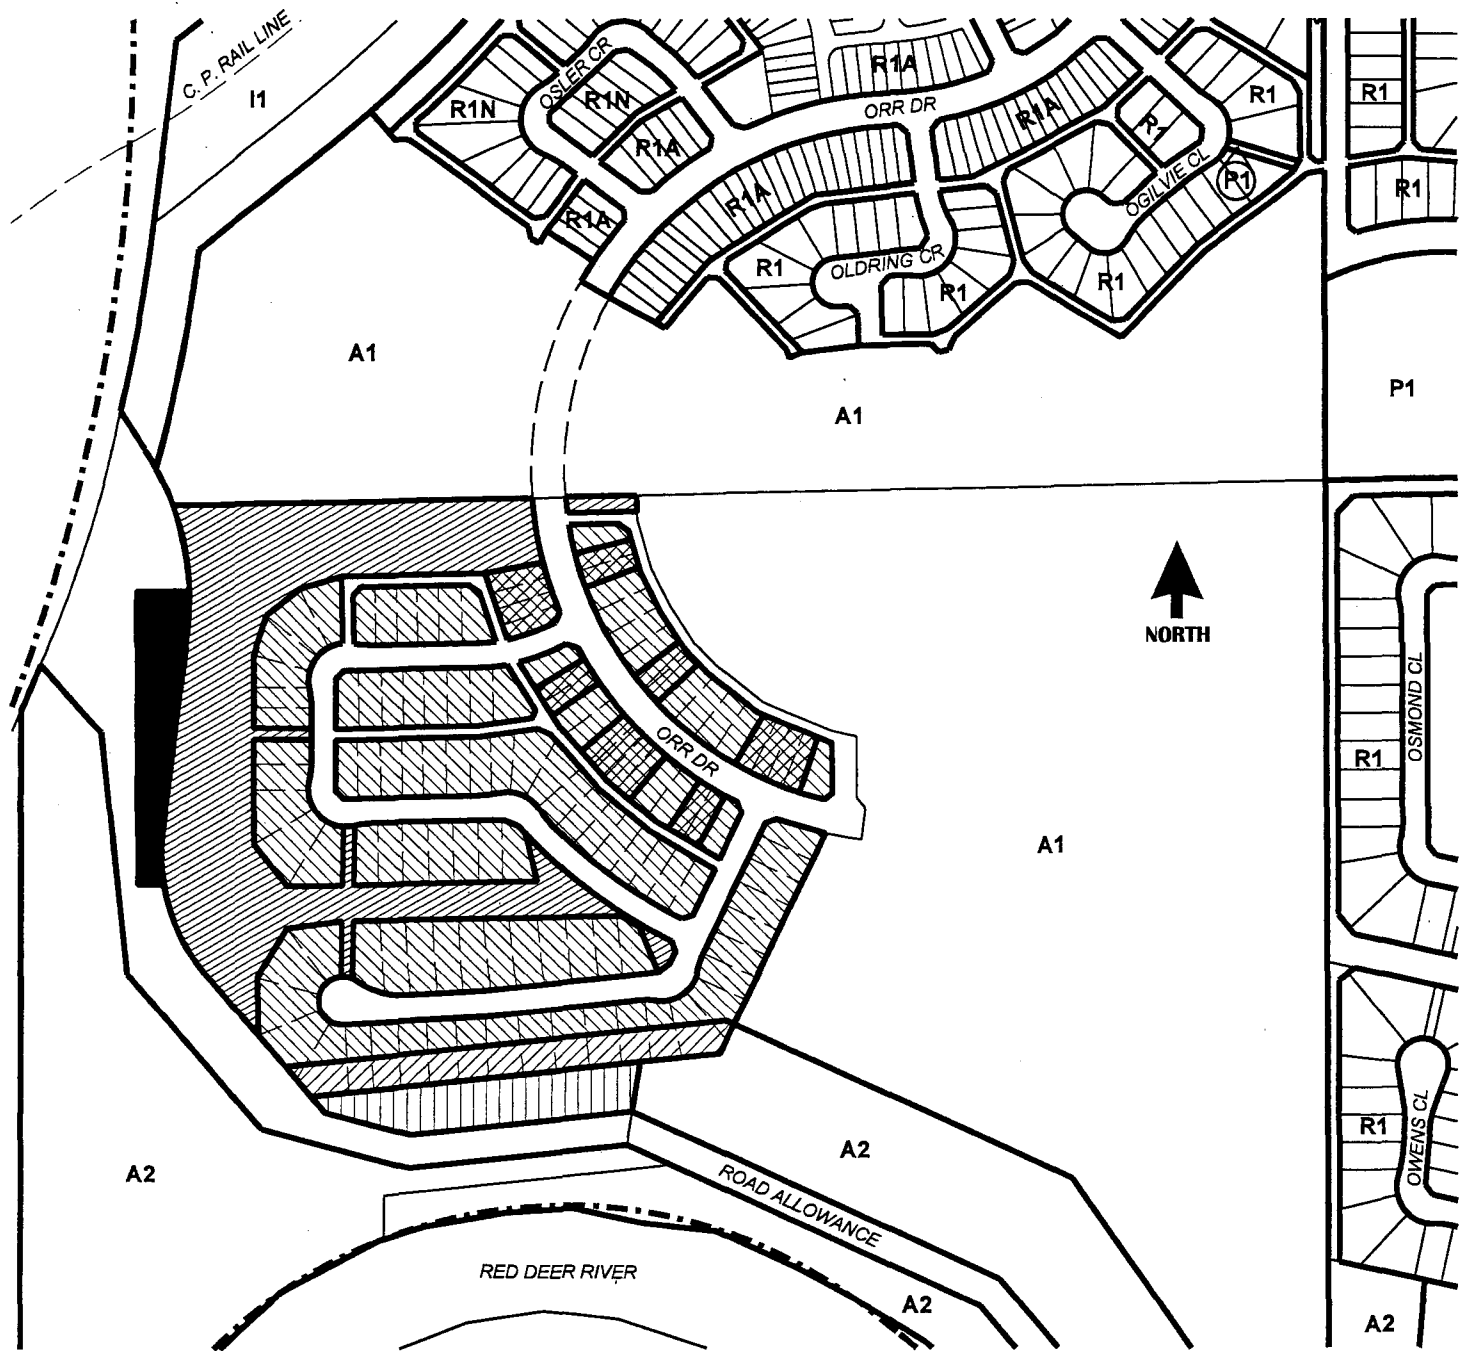 C. P. RAIL LINE
I1
OSLER CR
R1N
R1N
R1A
R1A
R1A
ORR DR
R1A
R1A
R1
R1
OGILVIE CL
P1
R1
R1
R1
OLDRING CR
R1
R1
A1
A1
P1
NORTH
ORR DR
OSMOND CL
R1
A1
R1
OWENS CL
A2
A2
ROAD ALLOWANCE
RED DEER RIVER
A2
A2